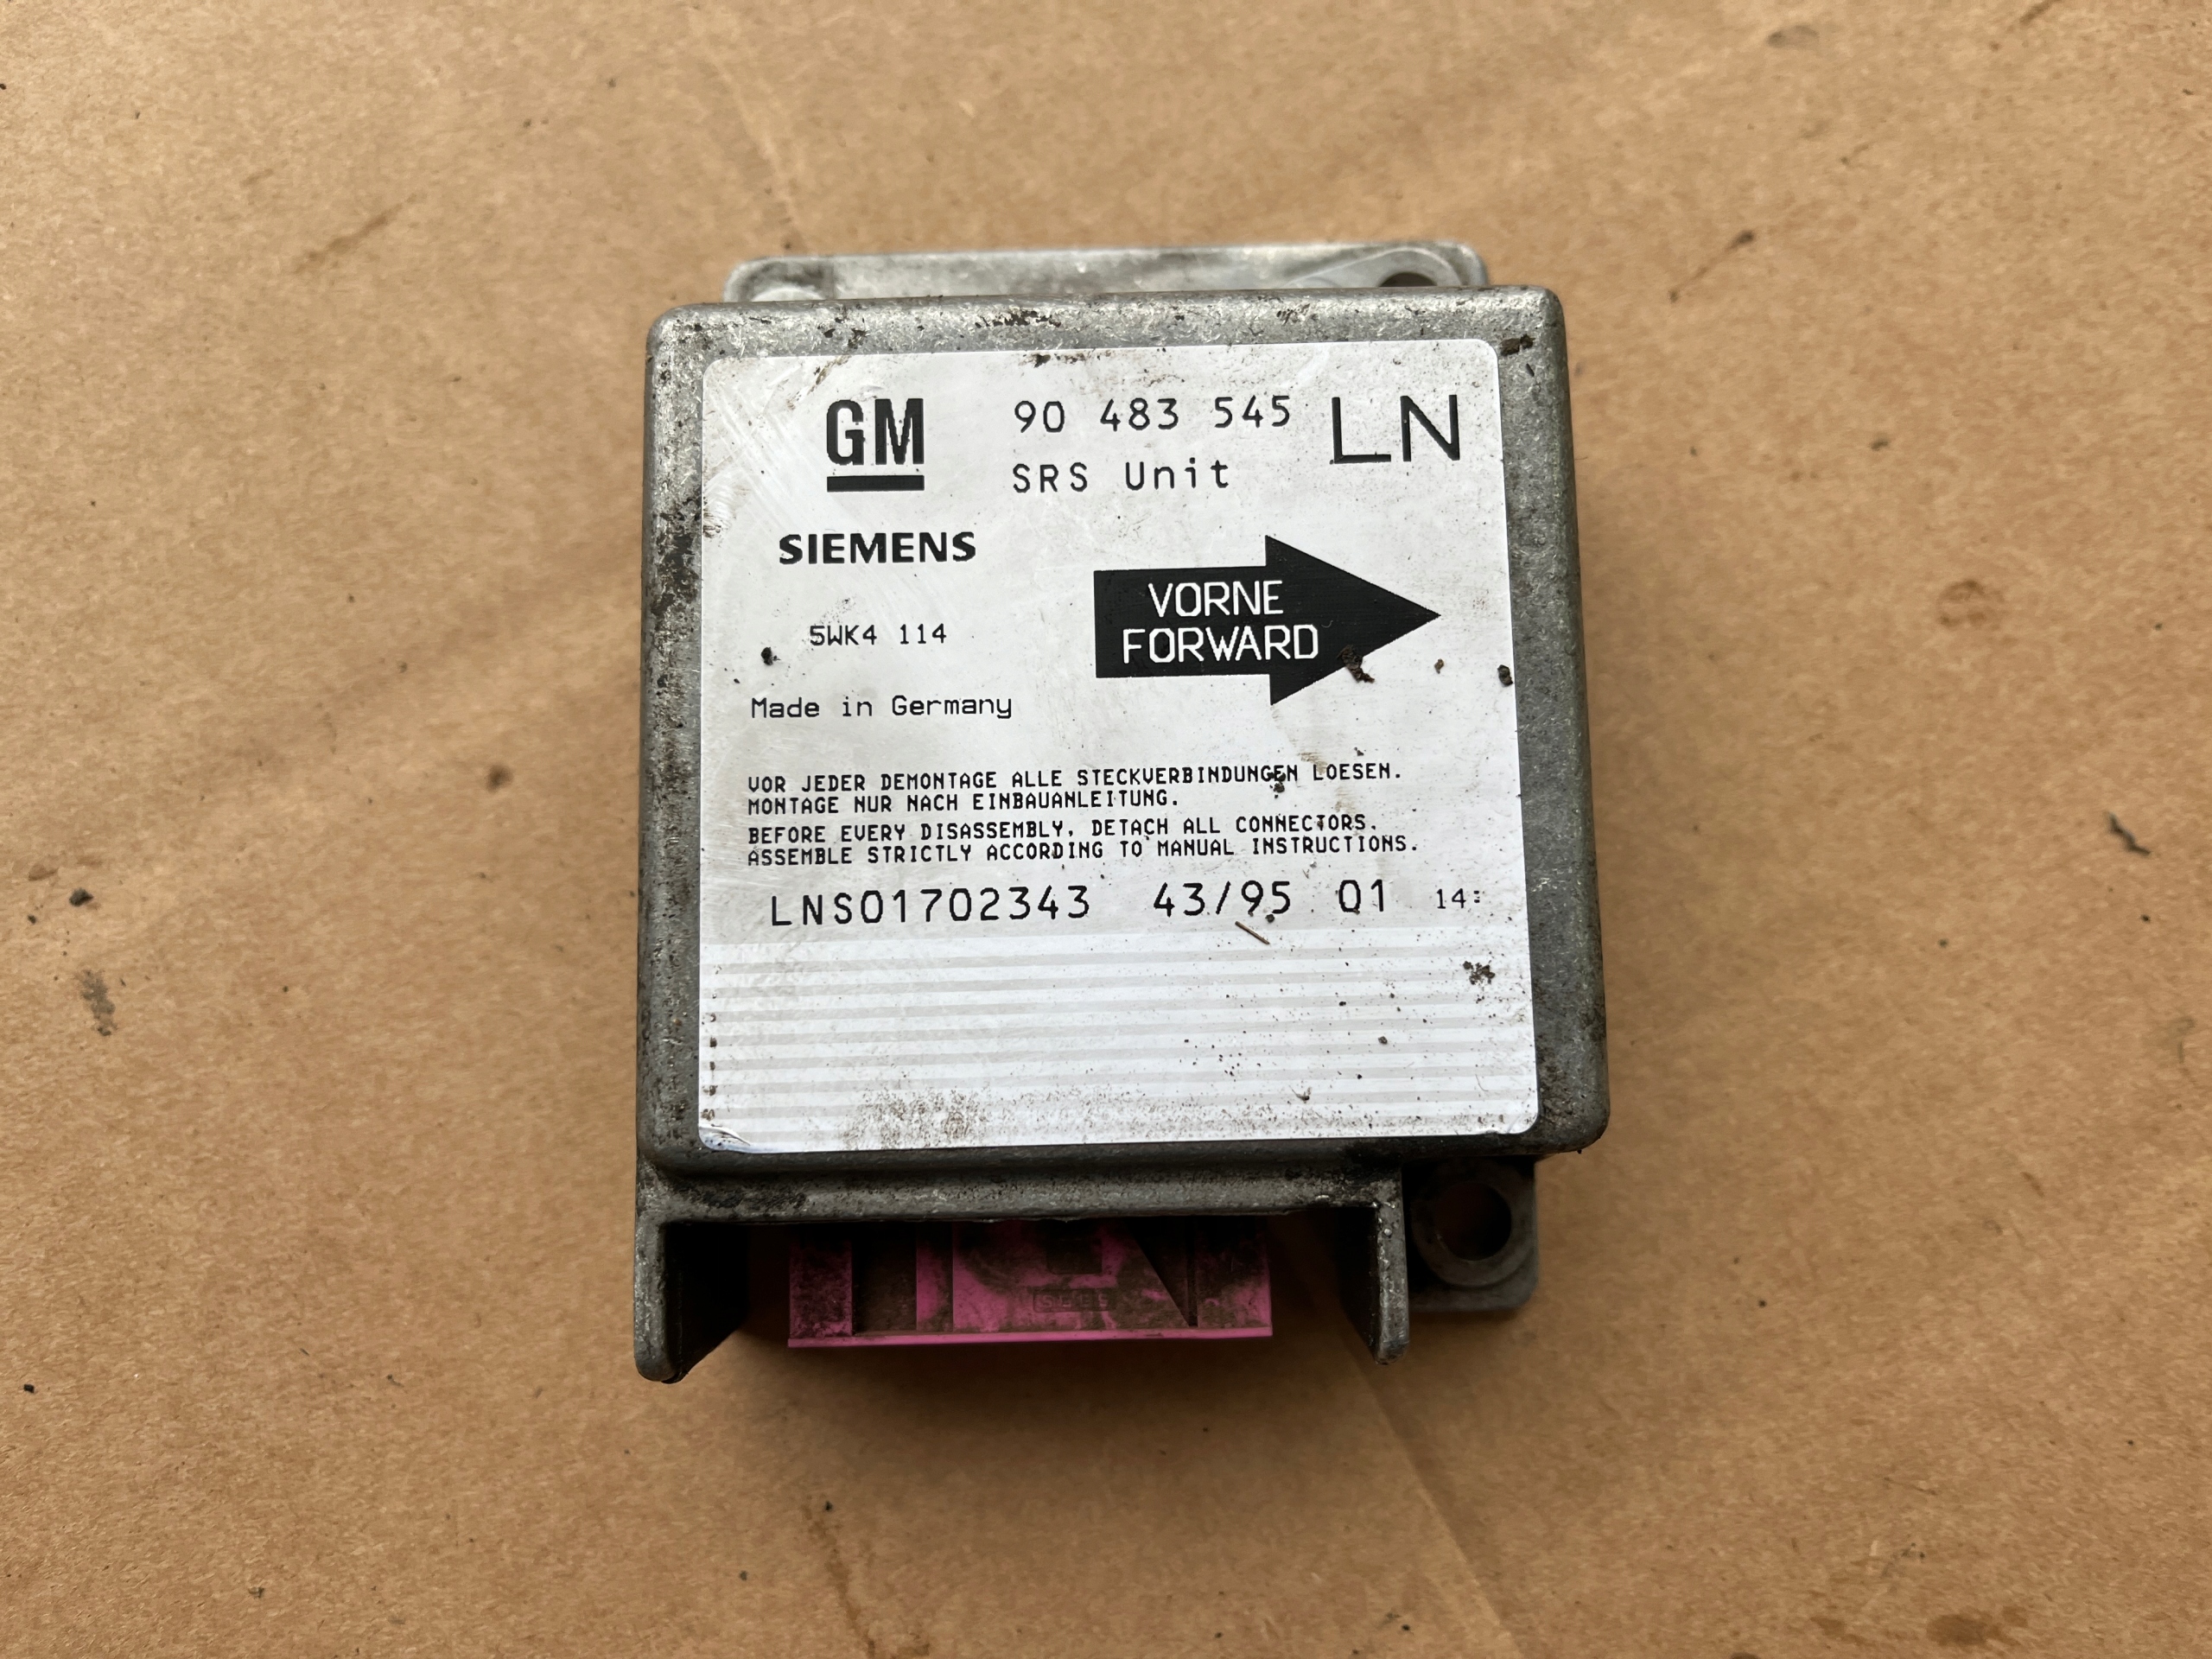 GM
90 483 545 LN
SRS Unit
SIEMENS
VORNE
FORWARD
5WK4 114
Made in Germany
VOR JEDER DEMONTAGE ALLE STECKVERBINDUNGEN LOESEN.
MONTAGE NUR NACH EINBAUANLEITUNG.
BEFORE EVERY DISASSEMBLY, DETACH ALL CONNECTORS.
ASSEMBLE STRICTLY ACCORDING TO MANUAL INSTRUCTIONS.
LNS01702343 43/95 01 14: